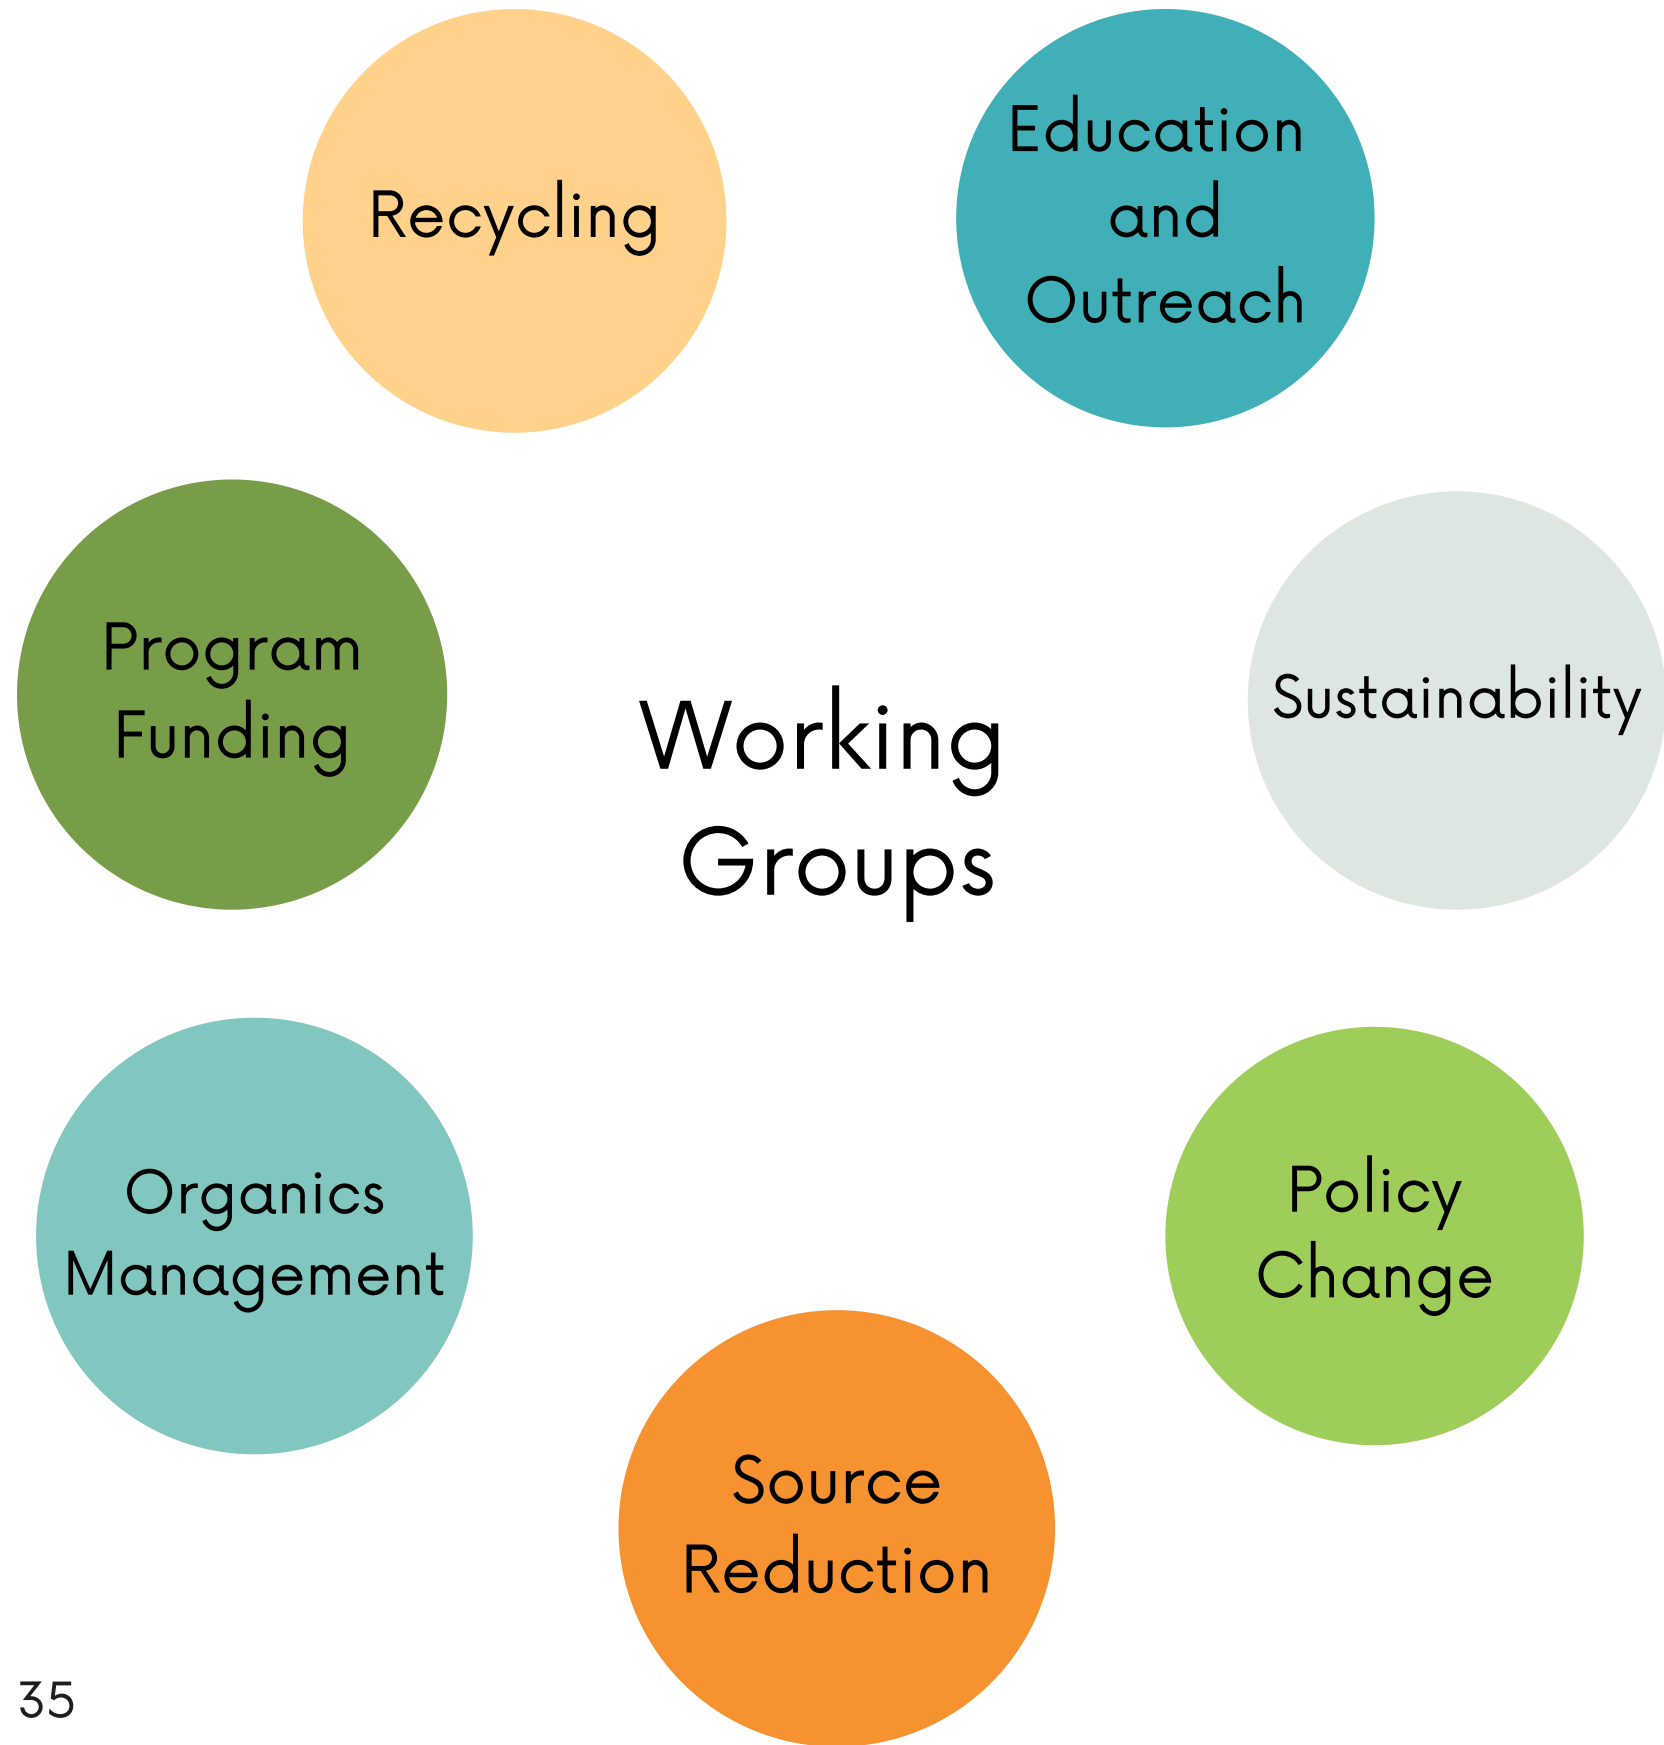 Recycling
Education
and
Outreach
Program
Funding
Sustainability
Working
Groups
Organics
Management
Policy
Change
Source
Reduction
35